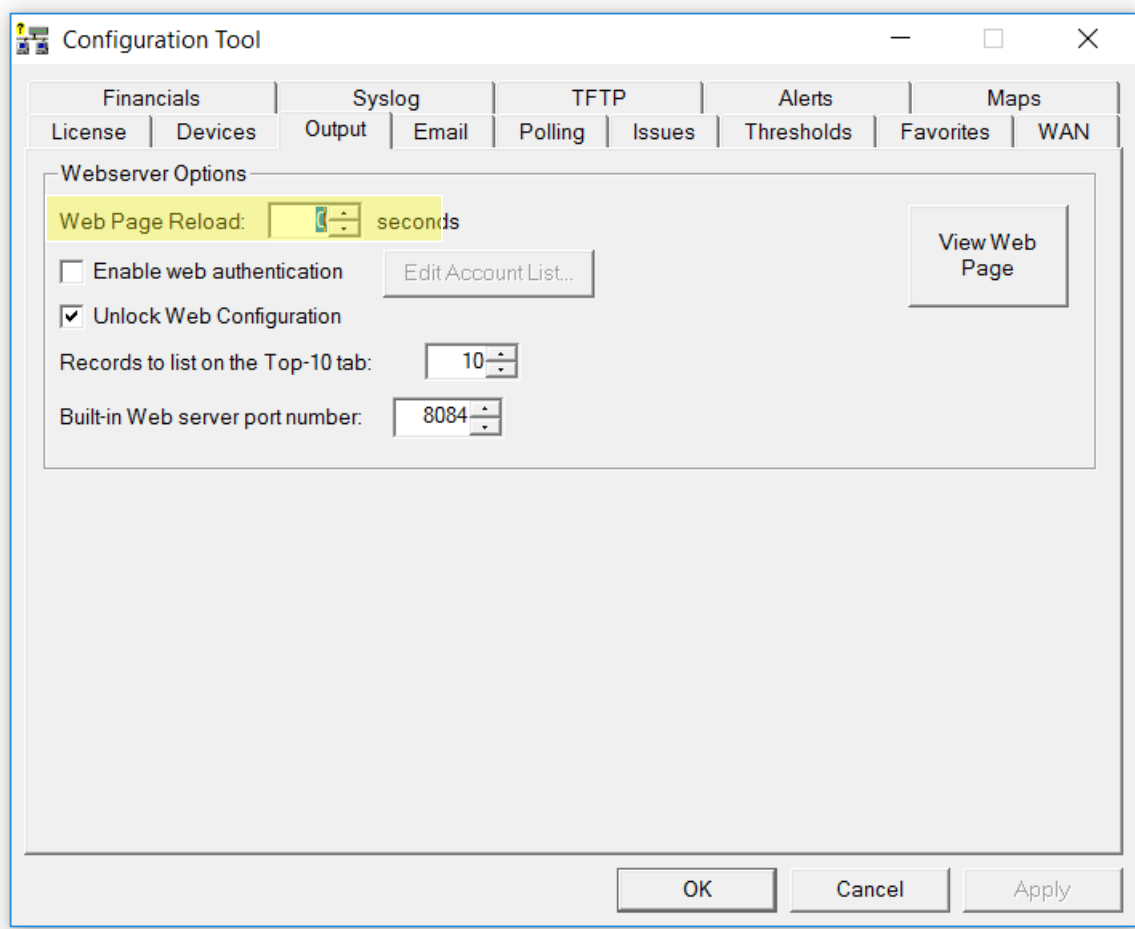 Configuration Tool
Financials Syslog TFTP Alerts Maps
License Devices Output Email Polling Issues Thresholds Favorites WAN
Webserver Options
Web Page Reload: 0 seconds
View Web
Page
Enable web authentication Edit Account List...
Unlock Web Configuration
Records to list on the Top-10 tab: 10
Built-in Web server port number: 8084
OK Cancel Apply